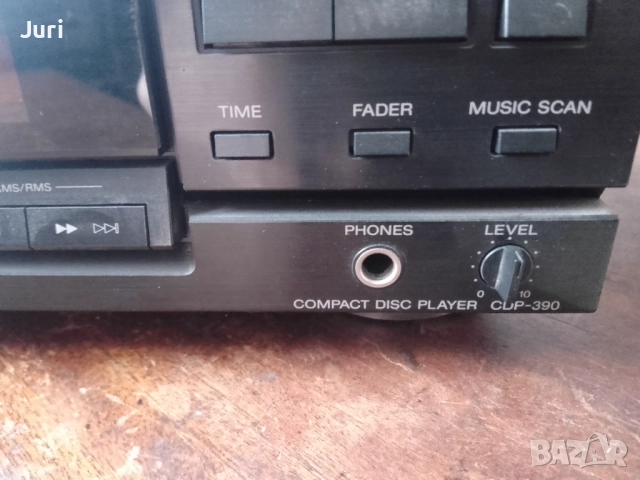 Juri
TIME FADER MUSIC SCAN
AMS/RMS
PHONES LEVEL
0 10
COMPACT DISC PLAYER CDP-390
BAZAR